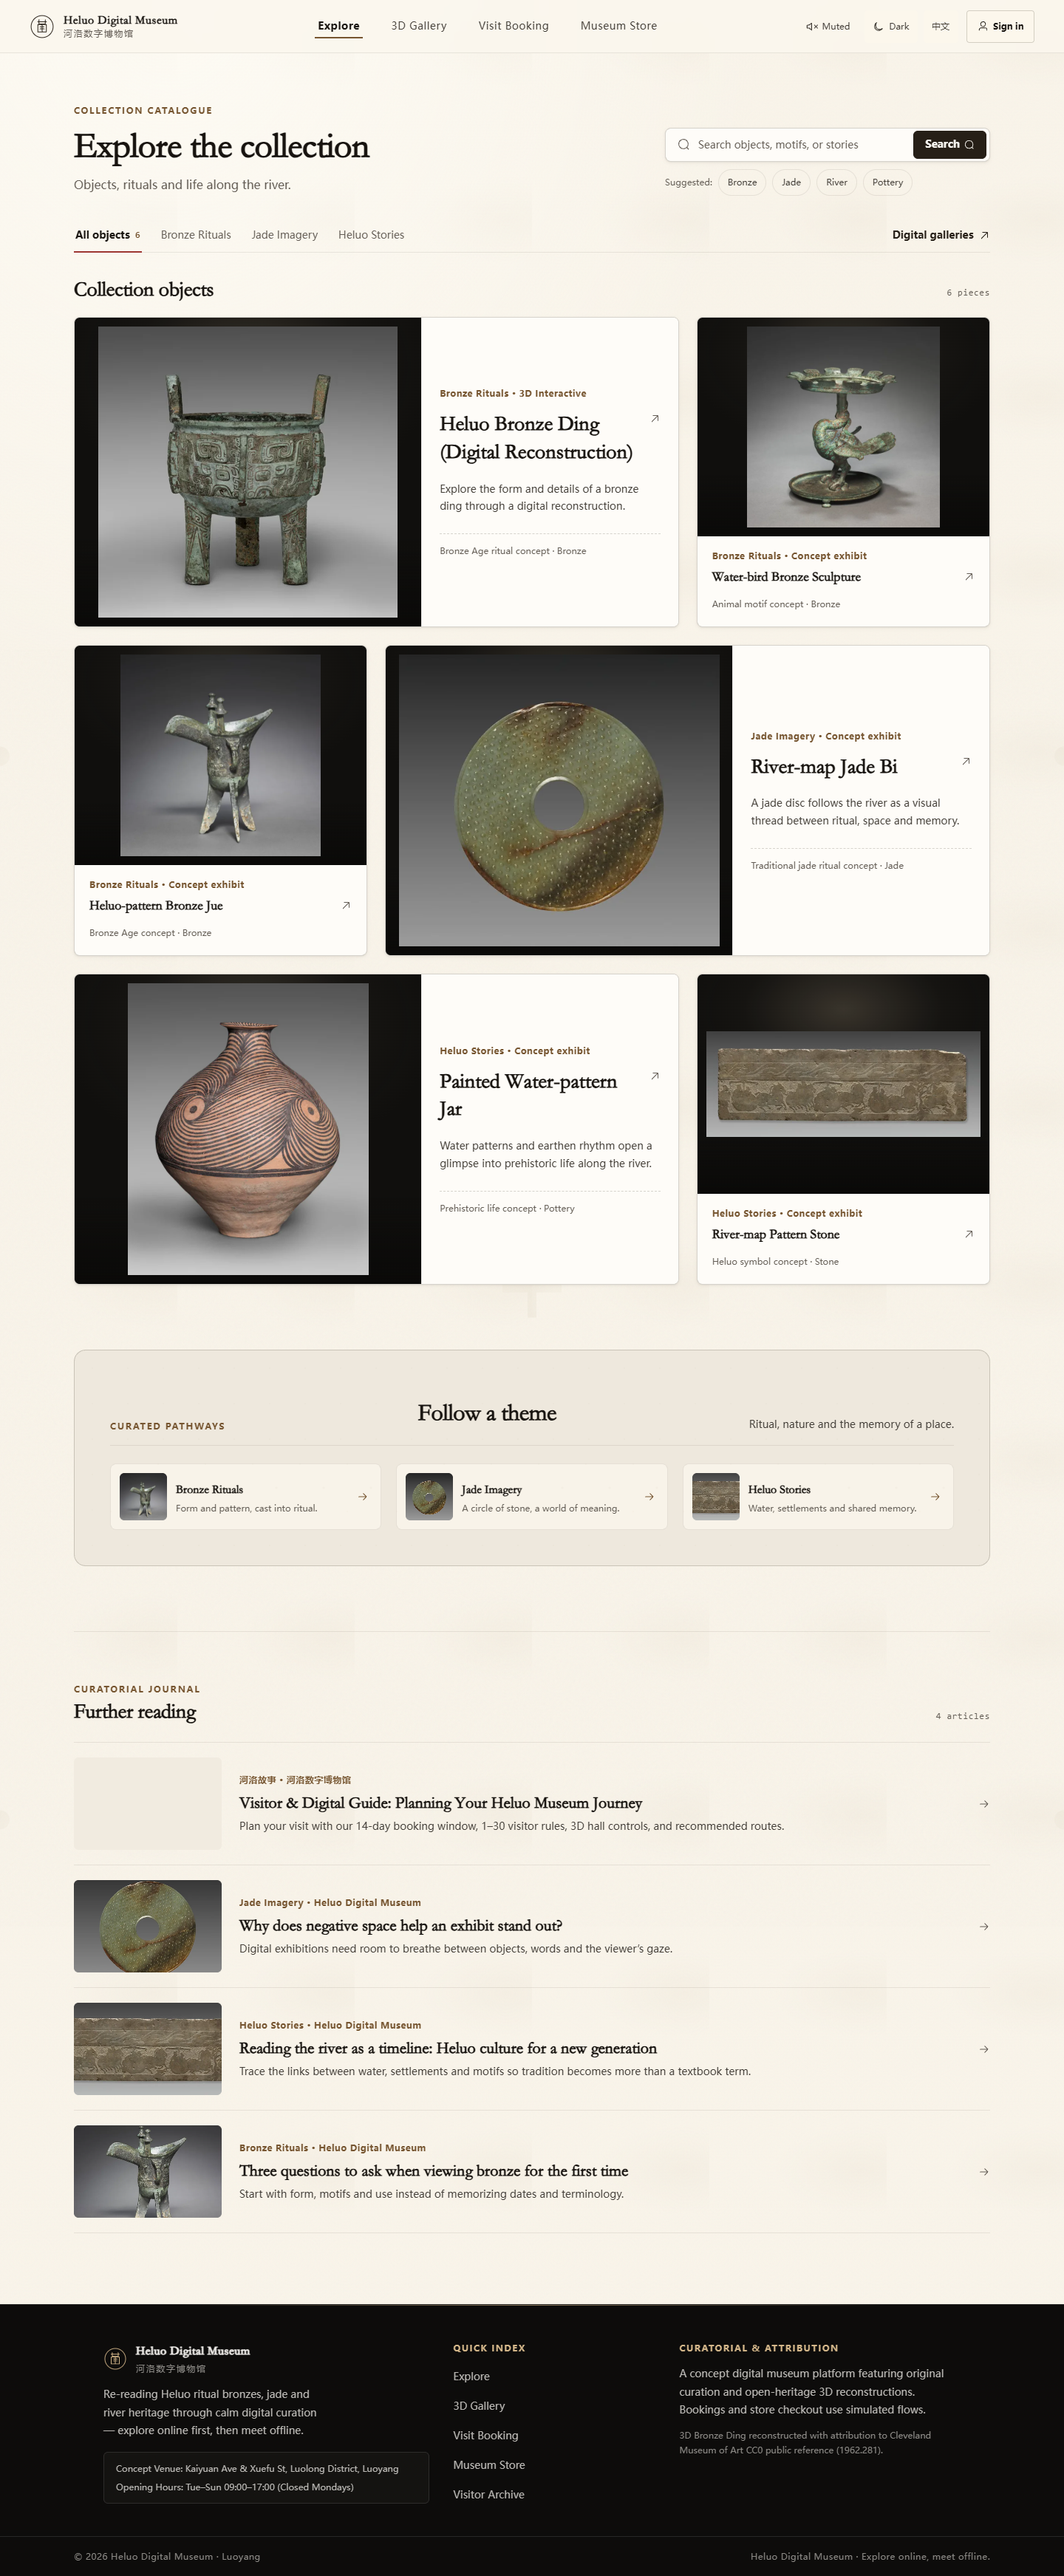 Heluo Digital Museum
河洛数字博物馆
Explore
3D Gallery
Visit Booking
Museum Store
Muted
Dark
中文
Sign in
COLLECTION CATALOGUE
Explore the collection
Objects, rituals and life along the river.
Search objects, motifs, or stories
Search
Suggested:
Bronze
Jade
River
Pottery
All objects 6
Bronze Rituals
Jade Imagery
Heluo Stories
Digital galleries
Collection objects
6 pieces
Bronze Rituals • 3D Interactive
Heluo Bronze Ding
(Digital Reconstruction)
Explore the form and details of a bronze
ding through a digital reconstruction.
Bronze Age ritual concept · Bronze
Bronze Rituals • Concept exhibit
Water-bird Bronze Sculpture
Animal motif concept · Bronze
Bronze Rituals • Concept exhibit
Heluo-pattern Bronze Jue
Bronze Age concept · Bronze
Jade Imagery • Concept exhibit
River-map Jade Bi
A jade disc follows the river as a visual
thread between ritual, space and memory.
Traditional jade ritual concept · Jade
Heluo Stories • Concept exhibit
Painted Water-pattern
Jar
Water patterns and earthen rhythm open a
glimpse into prehistoric life along the river.
Prehistoric life concept · Pottery
Heluo Stories • Concept exhibit
River-map Pattern Stone
Heluo symbol concept · Stone
CURATED PATHWAYS
Follow a theme
Ritual, nature and the memory of a place.
Bronze Rituals
Form and pattern, cast into ritual.
Jade Imagery
A circle of stone, a world of meaning.
Heluo Stories
Water, settlements and shared memory.
CURATORIAL JOURNAL
Further reading
4 articles
河洛故事 • 河洛数字博物馆
Visitor & Digital Guide: Planning Your Heluo Museum Journey
Plan your visit with our 14-day booking window, 1–30 visitor rules, 3D hall controls, and recommended routes.
Jade Imagery • Heluo Digital Museum
Why does negative space help an exhibit stand out?
Digital exhibitions need room to breathe between objects, words and the viewer's gaze.
Heluo Stories • Heluo Digital Museum
Reading the river as a timeline: Heluo culture for a new generation
Trace the links between water, settlements and motifs so tradition becomes more than a textbook term.
Bronze Rituals • Heluo Digital Museum
Three questions to ask when viewing bronze for the first time
Start with form, motifs and use instead of memorizing dates and terminology.
Heluo Digital Museum
河洛数字博物馆
Re-reading Heluo ritual bronzes, jade and
river heritage through calm digital curation
— explore online first, then meet offline.
Concept Venue: Kaiyuan Ave & Xuefu St, Luolong District, Luoyang
Opening Hours: Tue–Sun 09:00–17:00 (Closed Mondays)
QUICK INDEX
Explore
3D Gallery
Visit Booking
Museum Store
Visitor Archive
CURATORIAL & ATTRIBUTION
A concept digital museum platform featuring original
curation and open-heritage 3D reconstructions.
Bookings and store checkout use simulated flows.
3D Bronze Ding reconstructed with attribution to Cleveland
Museum of Art CC0 public reference (1962.281).
© 2026 Heluo Digital Museum · Luoyang
Heluo Digital Museum · Explore online, meet offline.